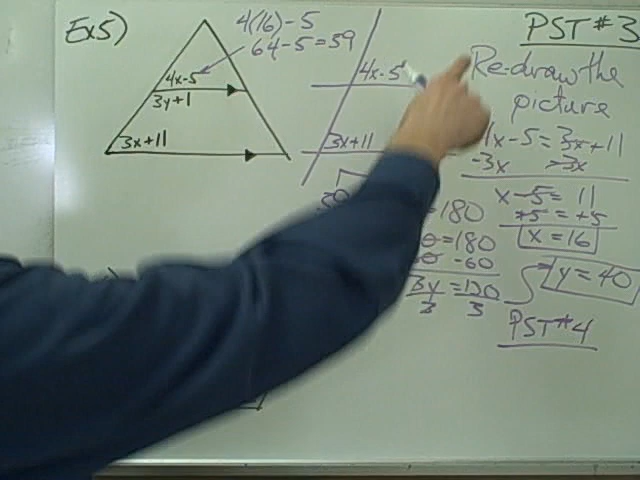 Ex5)
4(16)-5
64-5=59
4x-5
3y+1
3x+11
4x-5
3x+11
PST #3
Re-draw the
picture
4x-5=3x+11
-3x -3x
x-5=11
+5=+5
x=16
59
=180
=180
-60
3y=120
3 3
y=40
PST #4